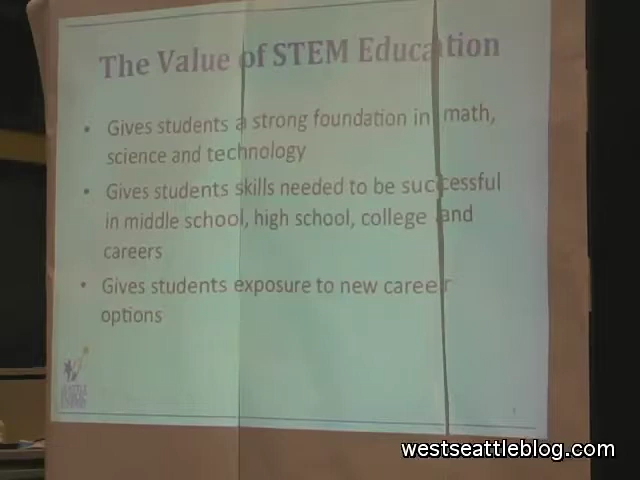 The Value of STEM Education
• Gives students a strong foundation in math,
science and technology
• Gives students skills needed to be successful
in middle school, high school, college and
careers
• Gives students exposure to new career
options
westseattleblog.com